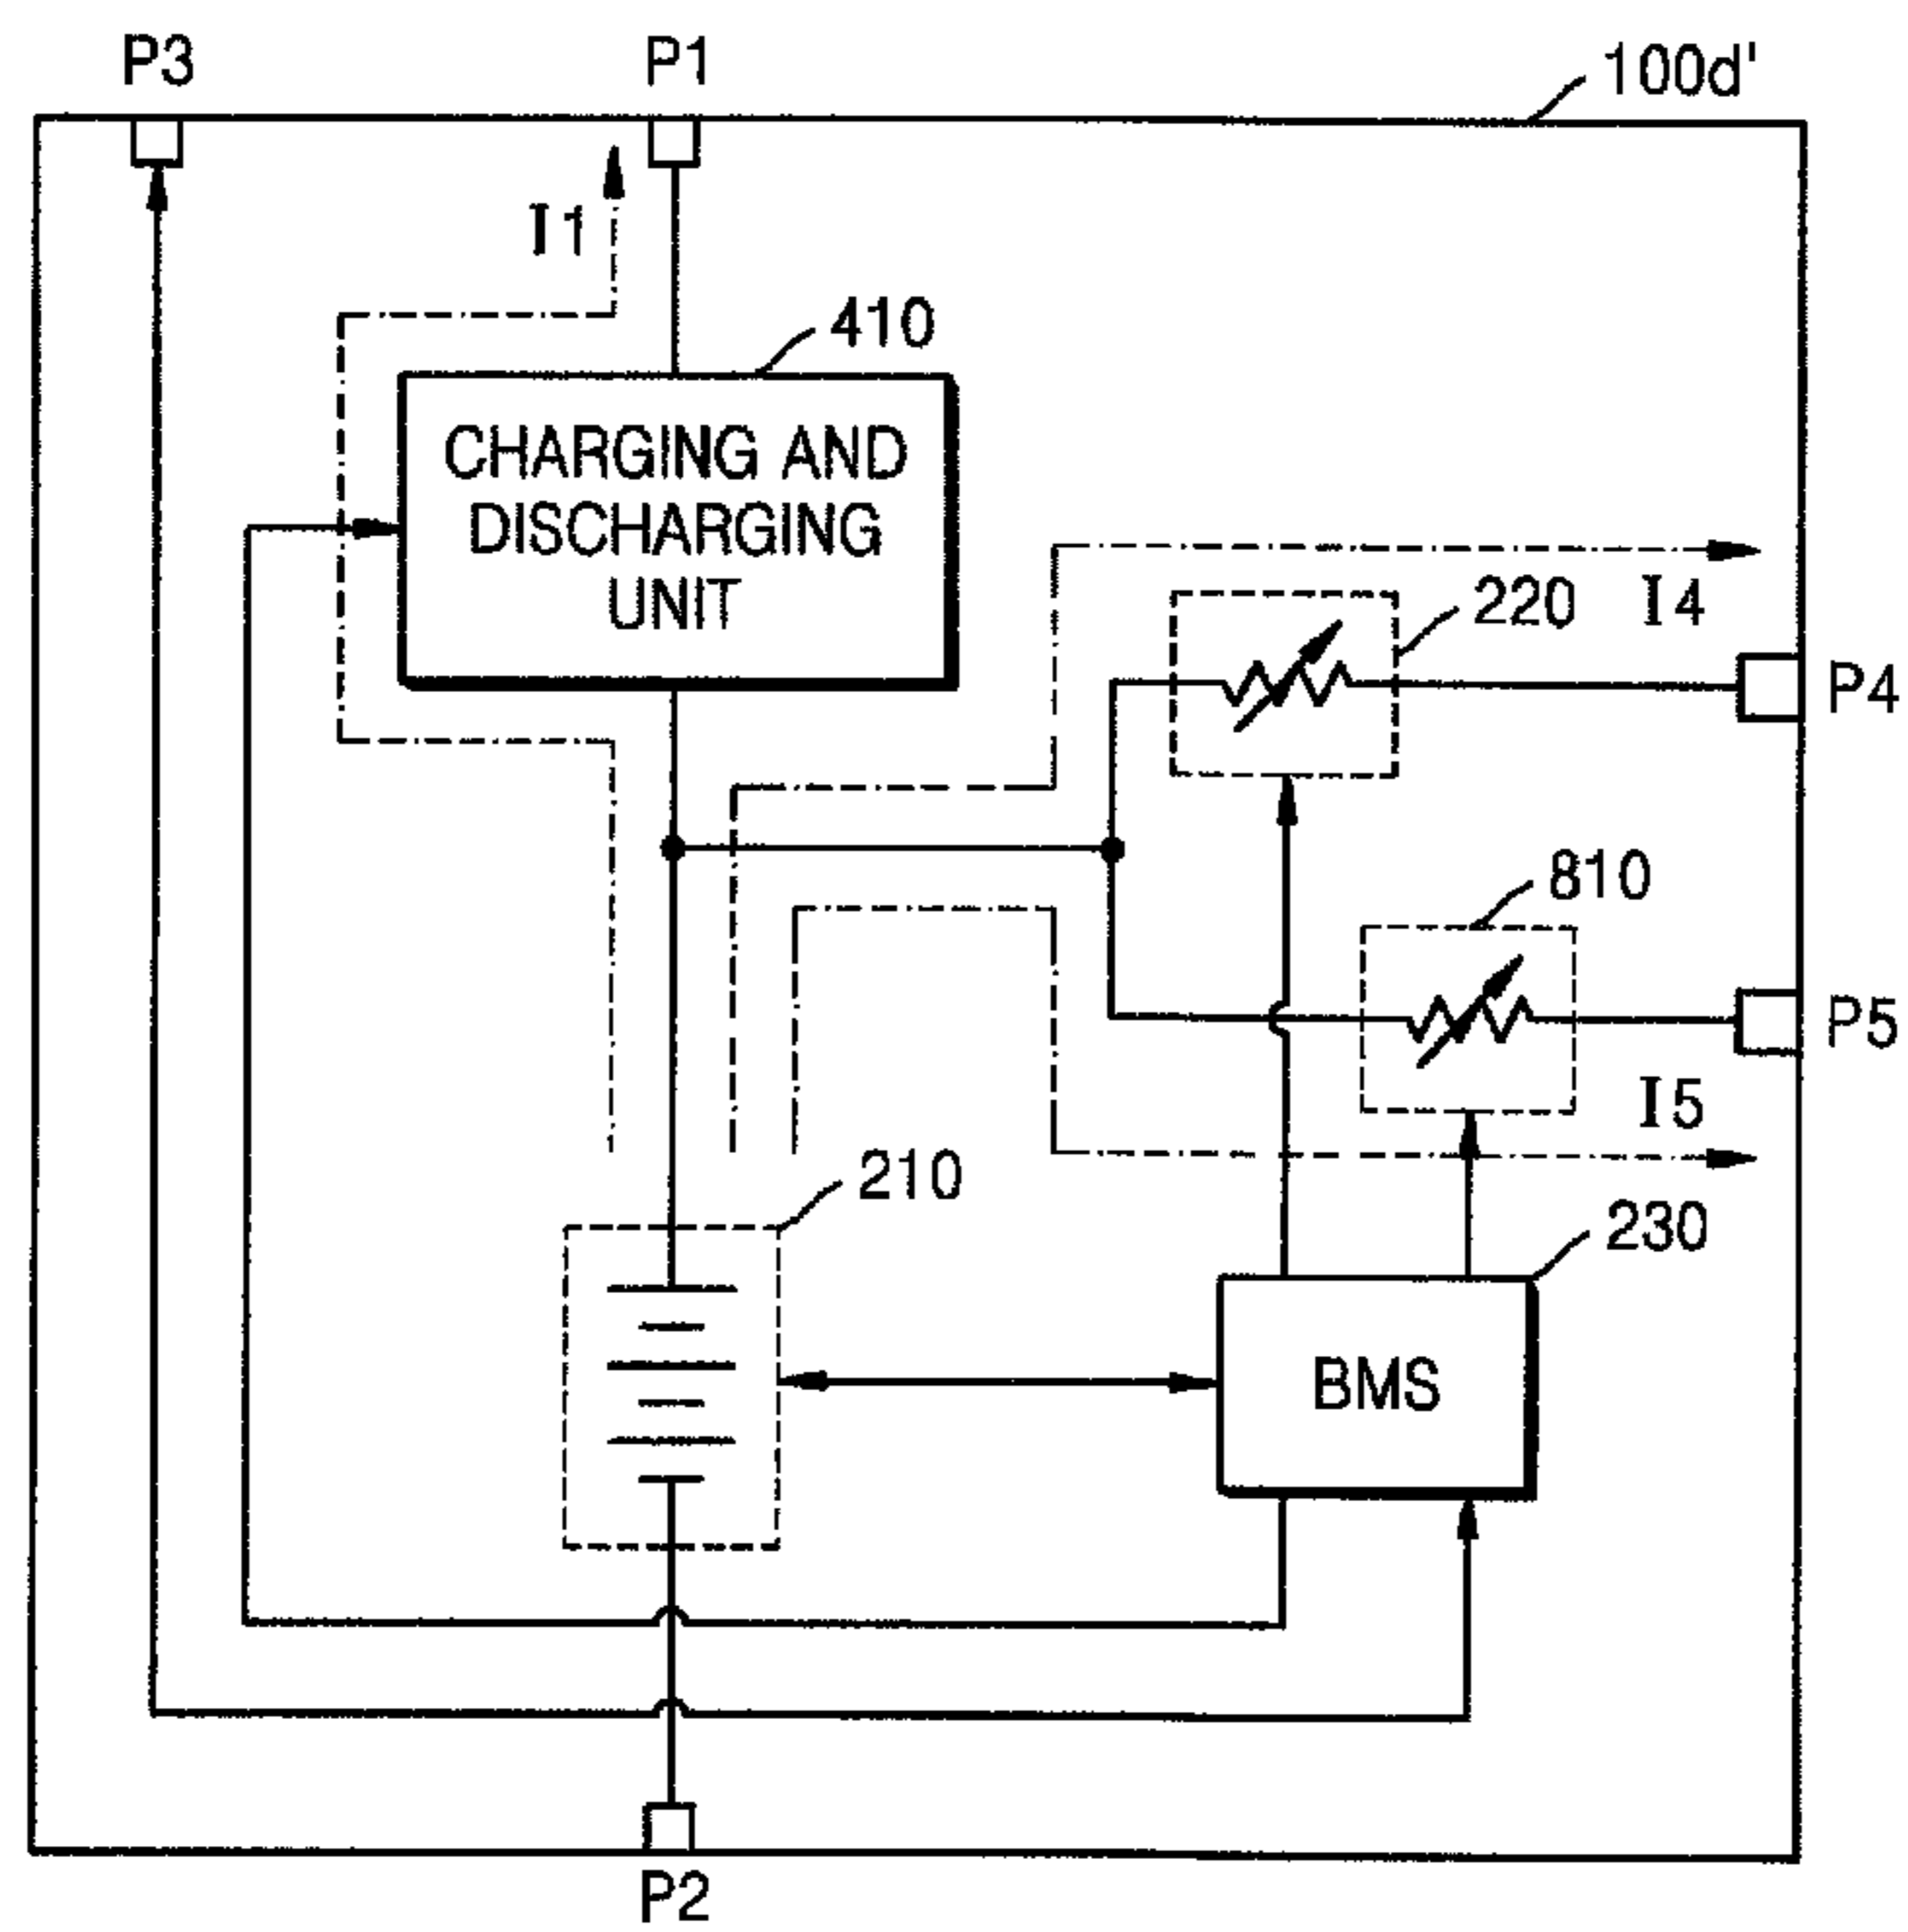 P3
P1
100d'
I1
410
CHARGING AND
DISCHARGING
UNIT
220
I4
P4
810
P5
I5
210
230
BMS
P2